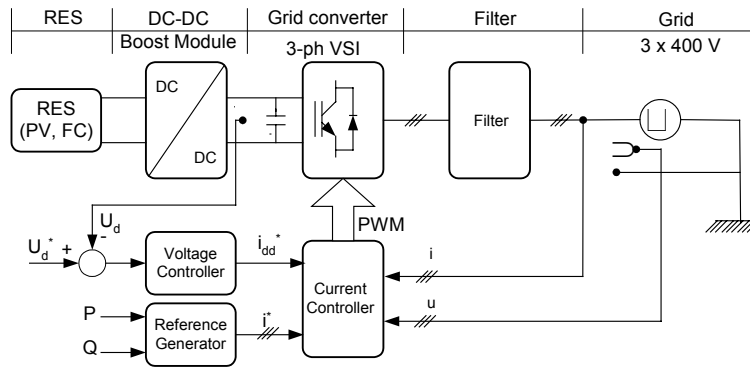 RES
DC-DC
Boost Module
Grid converter
3-ph VSI
Filter
Grid
3 x 400 V
RES
(PV, FC)
DC
DC
Filter
PWM
U_d
U_d^*
+
-
Voltage
Controller
i_dd^*
Current
Controller
i
u
P
Q
Reference
Generator
i^*